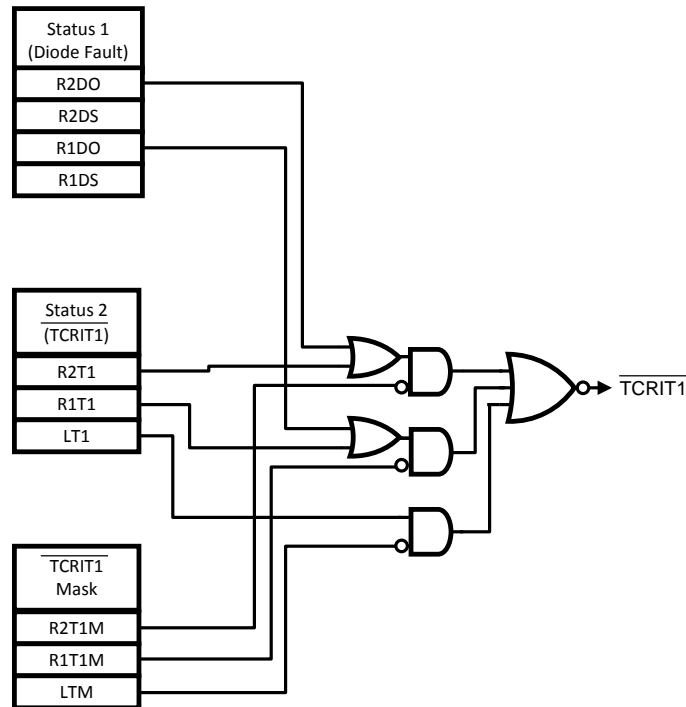 Status 1
(Diode Fault)
R2DO
R2DS
R1DO
R1DS
Status 2
(TCRIT1)
R2T1
R1T1
LT1
TCRIT1
TCRIT1
Mask
R2T1M
R1T1M
LTM